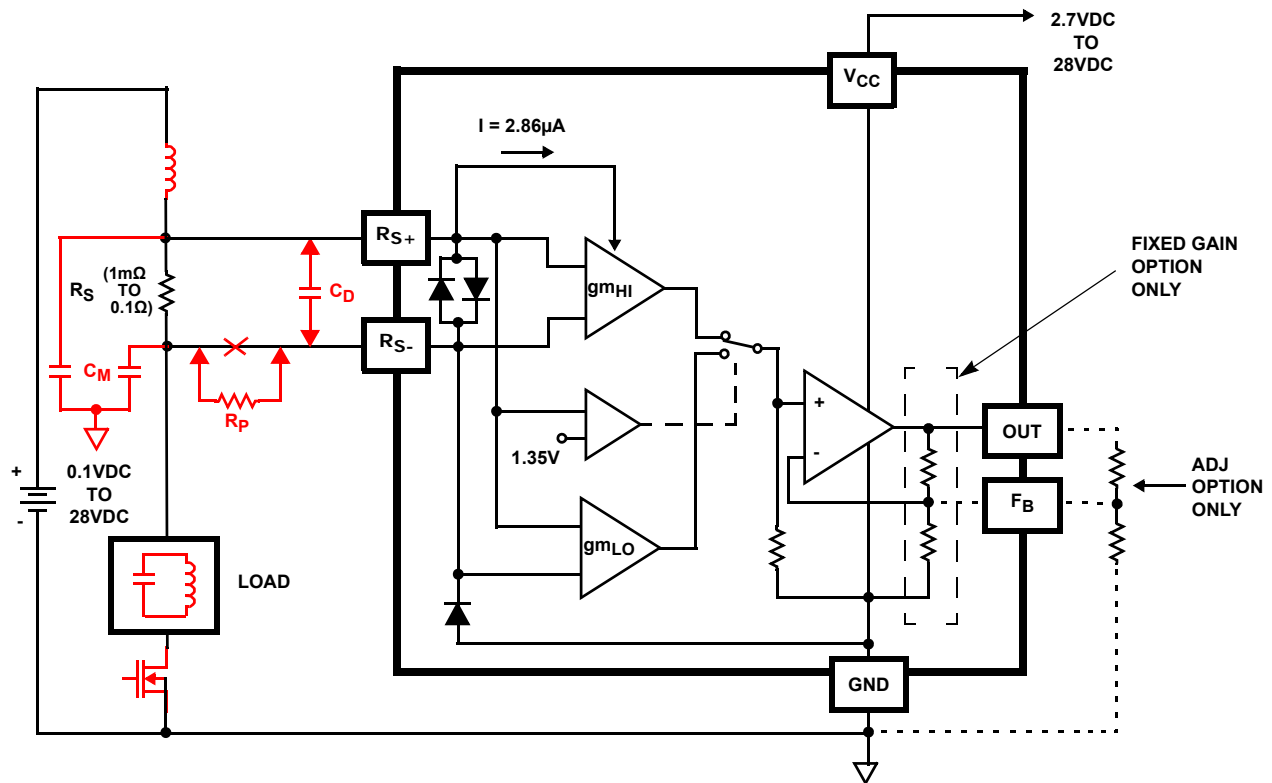 2.7VDC
TO
28VDC
VCC
I = 2.86µA
RS+
gmHI
FIXED GAIN
OPTION
ONLY
RS
(1mΩ
TO
0.1Ω)
CD
RS-
CM
RP
+
-
OUT
1.35V
FB
ADJ
OPTION
ONLY
+
-
0.1VDC
TO
28VDC
gmLO
LOAD
GND